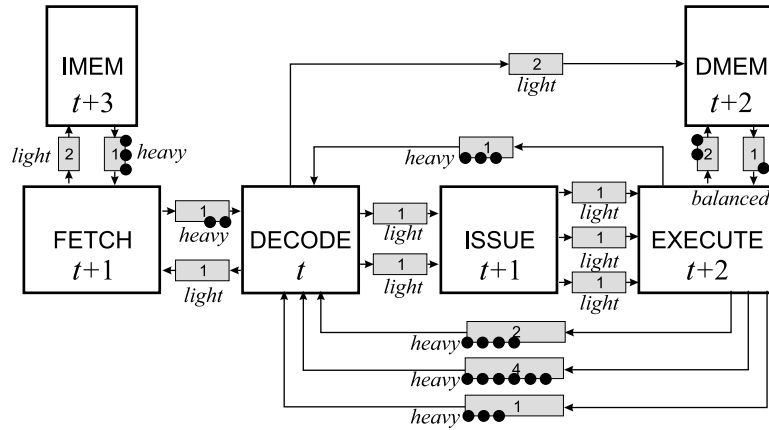 IMEM
t+3
2
DMEM
t+2
light
light
2
1
heavy
1
heavy
2
1
balanced
FETCH
t+1
1
heavy
1
light
DECODE
t
1
light
1
light
ISSUE
t+1
1
light
1
light
1
light
EXECUTE
t+2
2
heavy
4
heavy
1
heavy